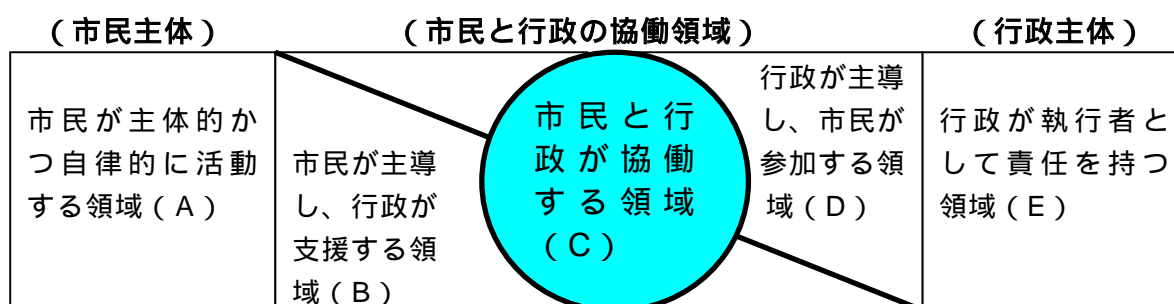 （市民主体）
（市民と行政の協働領域）
（行政主体）
市民が主体的か
つ自律的に活動
する領域（Ａ）
市民が主導
し、行政が
支援する領
域（Ｂ）
市民と行
政が協働
する領域
（Ｃ）
行政が主導
し、市民が
参加する領
域（Ｄ）
行政が執行者と
して責任を持つ
領域（Ｅ）